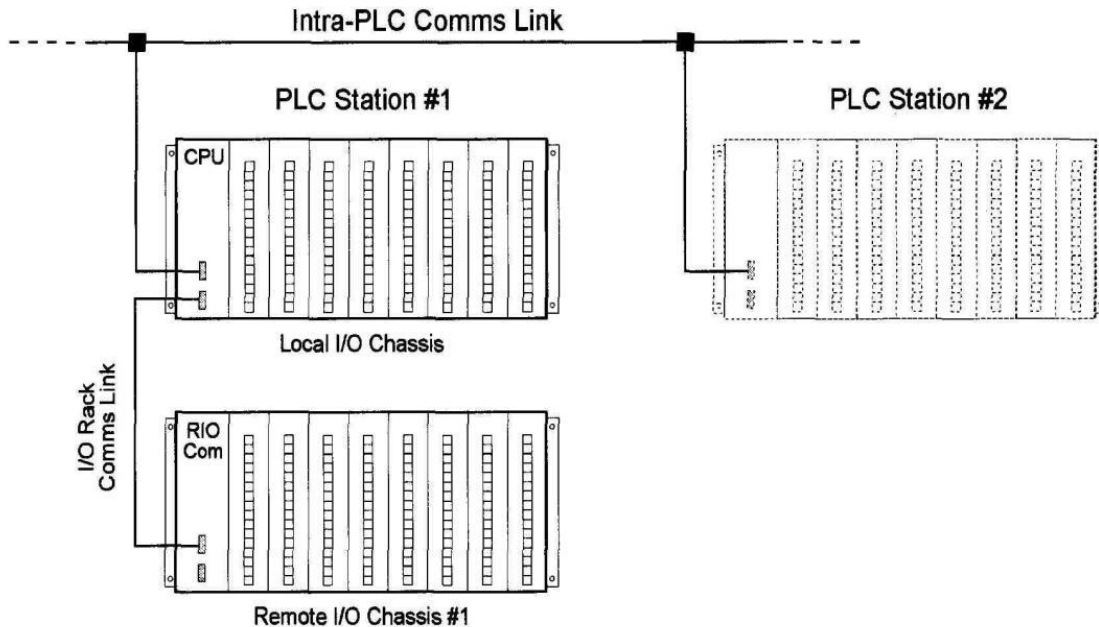 Intra-PLC Comms Link
PLC Station #1
PLC Station #2
CPU
Local I/O Chassis
I/O Rack
Comms Link
RIO
Com
Remote I/O Chassis #1